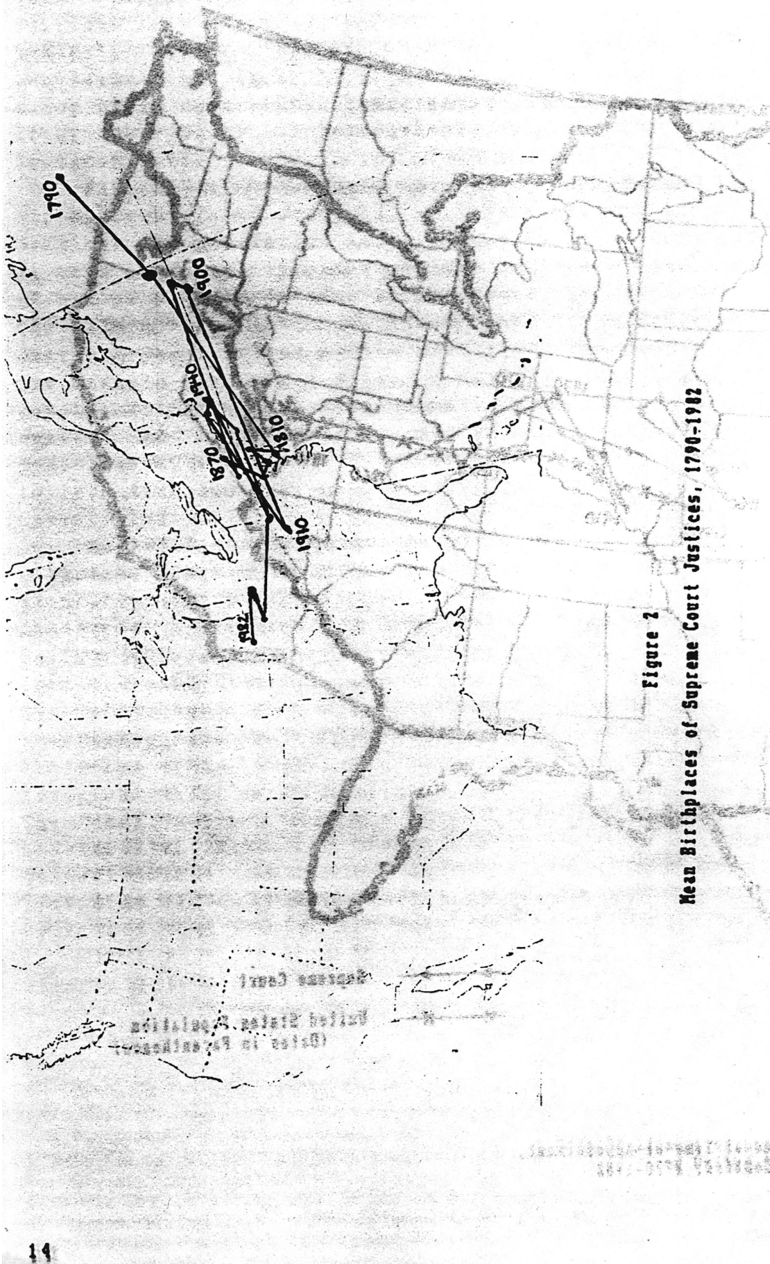 1790
1900
1840
1870
1810
1910
1982
Figure 2
Mean Birthplaces of Supreme Court Justices, 1790-1982
Supreme Court
United States Population
(Dates in Parentheses)
14